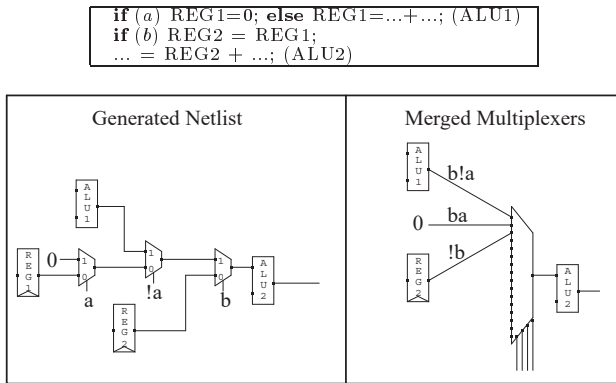 if (a) REG1=0; else REG1=...+...; (ALU1)
if (b) REG2 = REG1;
... = REG2 + ...; (ALU2)
Generated Netlist
Merged Multiplexers
ALU1
REG1
0
1
0
a
1
0
!a
REG2
1
0
b
ALU2
ALU1
b!a
0
ba
REG2
!b
ALU2